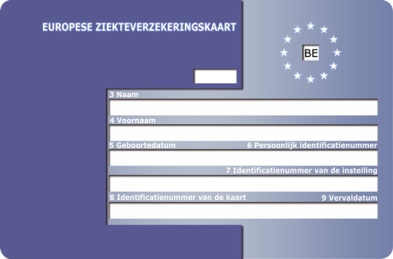 EUROPESE ZIEKTEVERZEKERINGSKAART
BE
3 Naam
4 Voornaam
5 Geboortedatum 6 Persoonlijk identificatienummer
7 Identificatienummer van de instelling
8 Identificatienummer van de kaart 9 Vervaldatum